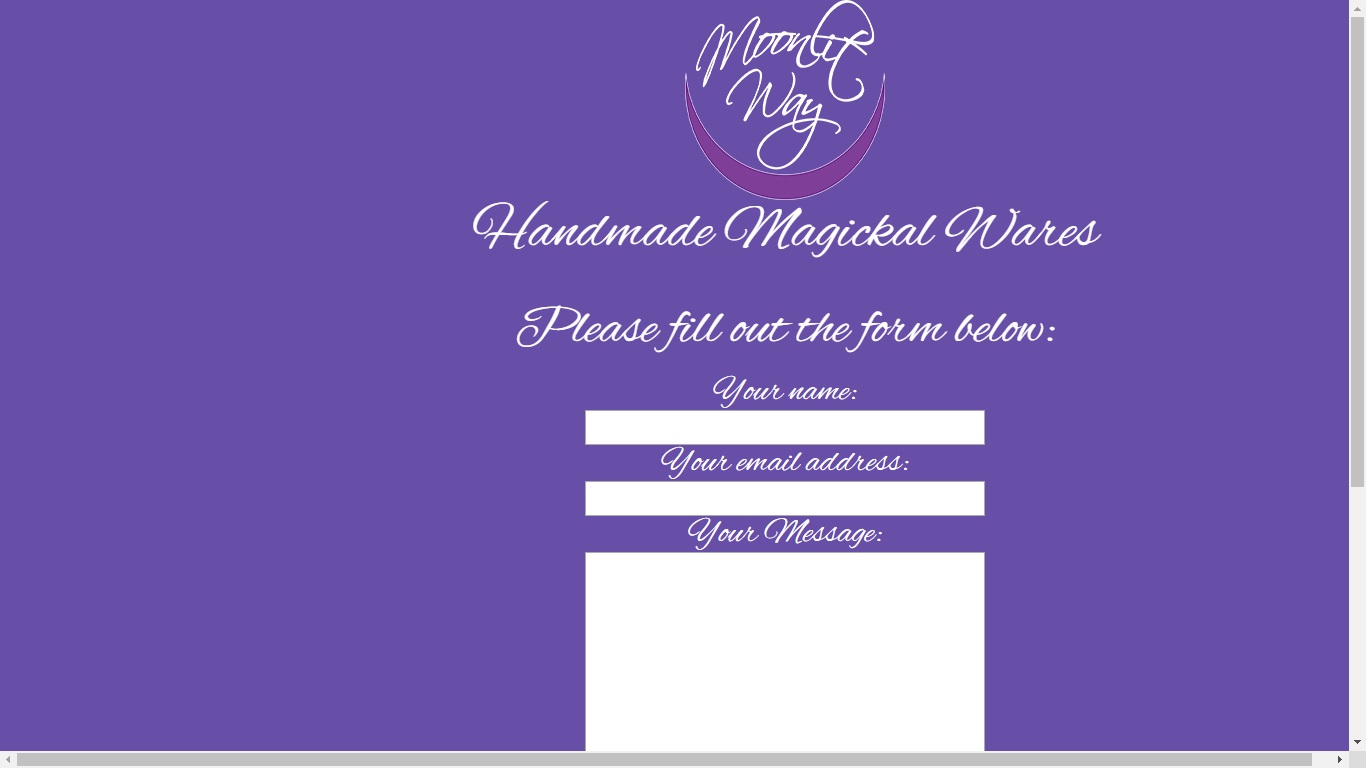 Moonlit
Way
Handmade Magickal Wares
Please fill out the form below:
Your name:
Your email address:
Your Message: